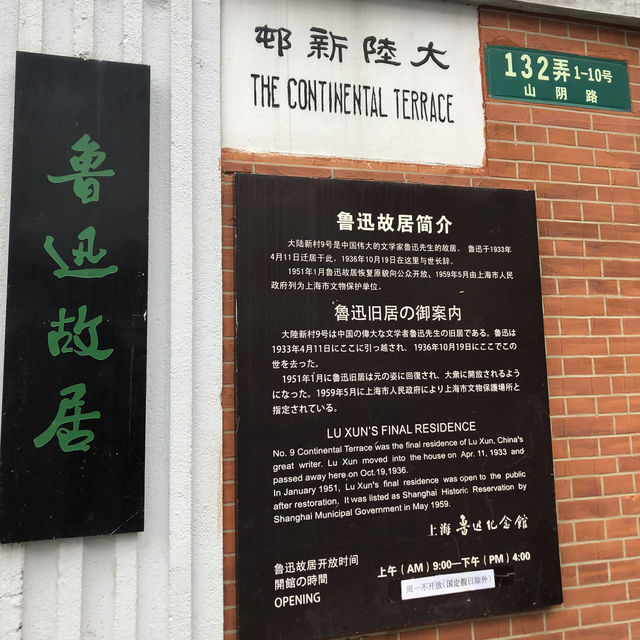 魯迅故居
邨新陸大
THE CONTINENTAL TERRACE
132弄 1-10号
山阴路
鲁迅故居简介
大陆新村9号是中国伟大的文学家鲁迅先生的故居。鲁迅于1933年
4月11日迁居于此，1936年10月19日在这里与世长辞。
1951年1月鲁迅故居恢复原貌向公众开放、1959年5月由上海市人民
政府列为上海市文物保护单位。
魯迅旧居の御案内
大陸新村9号は中国の偉大な文学者魯迅先生の旧居である。魯迅は
1933年4月11日にここに引っ越され、1936年10月19日にここでこの
世を去った。
1951年1月に魯迅旧居は元の姿に回復され、大衆に開放されるよう
になった。1959年5月に上海市人民政府により上海市文物保護場所と
指定されている。
LU XUN'S FINAL RESIDENCE
No. 9 Continental Terrace was the final residence of Lu Xun, China's
great writer. Lu Xun moved into the house on Apr. 11, 1933 and
passed away here on Oct.19,1936.
In January 1951, Lu Xun's final residence was open to the public
after restoration, It was listed as Shanghai Historic Reservation by
Shanghai Municipal Government in May 1959.
上海鲁迅纪念館
鲁迅故居开放时间
開館の時間
OPENING
上午（AM）9:00—下午（PM）4:00
周一不开放(国定假日除外)